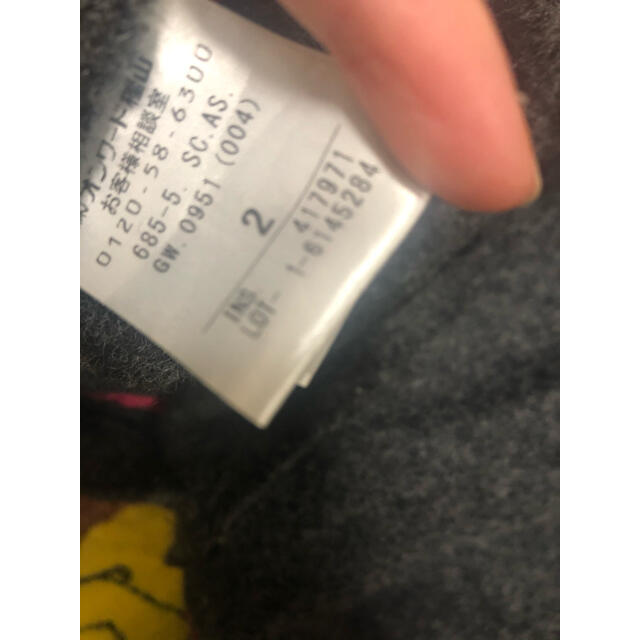 オンワード樫山
お客様相談室
0120-58-6300
685-5. SC.AS.
GW.0951 (004)
2
INS. 417971
LOT- 1-6145284